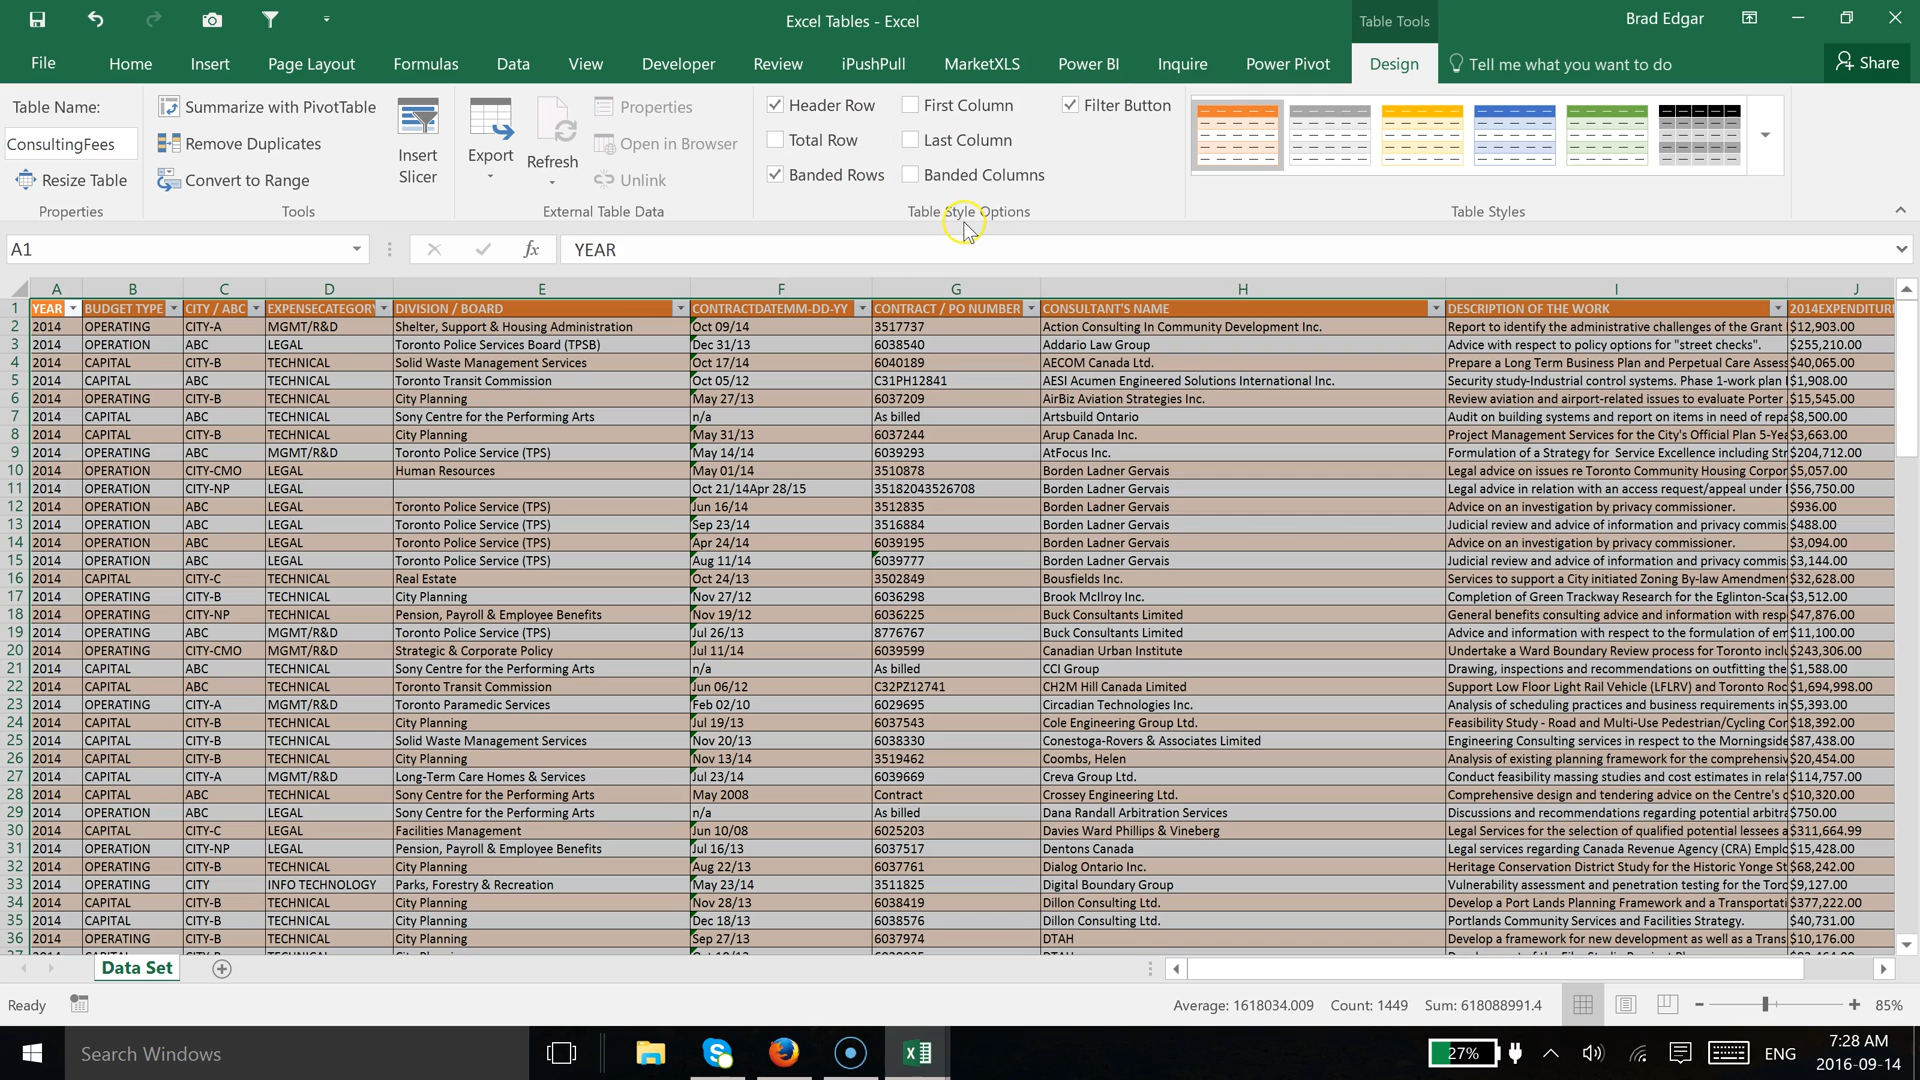 Excel Tables - Excel
Table Tools
Brad Edgar
File Home Insert Page Layout Formulas Data View Developer Review iPushPull MarketXLS Power BI Inquire Power Pivot Design Tell me what you want to do Share
Table Name:
ConsultingFees
Resize Table
Properties
Summarize with PivotTable
Remove Duplicates
Convert to Range
Tools
Insert Slicer
Export
Refresh
Properties
Open in Browser
Unlink
External Table Data
Header Row
Total Row
Banded Rows
First Column
Last Column
Banded Columns
Filter Button
Table Style Options
Table Styles
A1 fx YEAR
A B C D E F G H I J
1 YEAR BUDGET TYPE CITY / ABC EXPENSECATEGORY DIVISION / BOARD CONTRACTDATEMM-DD-YY CONTRACT / PO NUMBER CONSULTANT'S NAME DESCRIPTION OF THE WORK 2014EXPENDITUR
2 2014 OPERATING CITY-A MGMT/R&D Shelter, Support & Housing Administration Oct 09/14 3517737 Action Consulting In Community Development Inc. Report to identify the administrative challenges of the Grant $12,903.00
3 2014 OPERATION ABC LEGAL Toronto Police Services Board (TPSB) Dec 31/13 6038540 Addario Law Group Advice with respect to policy options for "street checks". $255,210.00
4 2014 CAPITAL CITY-B TECHNICAL Solid Waste Management Services Oct 17/14 6040189 AECOM Canada Ltd. Prepare a Long Term Business Plan and Perpetual Care Assess $40,065.00
5 2014 CAPITAL ABC TECHNICAL Toronto Transit Commission Oct 05/12 C31PH12841 AESI Acumen Engineered Solutions International Inc. Security study-Industrial control systems. Phase 1-work plan $1,908.00
6 2014 OPERATING CITY-B TECHNICAL City Planning May 27/13 6037209 AirBiz Aviation Strategies Inc. Review aviation and airport-related issues to evaluate Porter $15,545.00
7 2014 CAPITAL ABC TECHNICAL Sony Centre for the Performing Arts n/a As billed Artsbuild Ontario Audit on building systems and report on items in need of repa $8,500.00
8 2014 CAPITAL CITY-B TECHNICAL City Planning May 31/13 6037244 Arup Canada Inc. Project Management Services for the City's Official Plan 5-Yea $3,663.00
9 2014 OPERATING ABC MGMT/R&D Toronto Police Service (TPS) May 14/14 6039293 AtFocus Inc. Formulation of a Strategy for Service Excellence including Str $204,712.00
10 2014 OPERATION CITY-CMO LEGAL Human Resources May 01/14 3510878 Borden Ladner Gervais Legal advice on issues re Toronto Community Housing Corpor $5,057.00
11 2014 OPERATION CITY-NP LEGAL Oct 21/14Apr 28/15 35182043526708 Borden Ladner Gervais Legal advice in relation with an access request/appeal under $56,750.00
12 2014 OPERATION ABC LEGAL Toronto Police Service (TPS) Jun 16/14 3512835 Borden Ladner Gervais Advice on an investigation by privacy commissioner. $936.00
13 2014 OPERATION ABC LEGAL Toronto Police Service (TPS) Sep 23/14 3516884 Borden Ladner Gervais Judicial review and advice of information and privacy commis $488.00
14 2014 OPERATION ABC LEGAL Toronto Police Service (TPS) Apr 24/14 6039195 Borden Ladner Gervais Advice on an investigation by privacy commissioner. $3,094.00
15 2014 OPERATION ABC LEGAL Toronto Police Service (TPS) Aug 11/14 6039777 Borden Ladner Gervais Judicial review and advice of information and privacy commis $3,144.00
16 2014 CAPITAL CITY-C TECHNICAL Real Estate Oct 24/13 3502849 Bousfields Inc. Services to support a City initiated Zoning By-law Amendmen $32,628.00
17 2014 OPERATING CITY-B TECHNICAL City Planning Nov 27/12 6036298 Brook McIlroy Inc. Completion of Green Trackway Research for the Eglinton-Scar $3,512.00
18 2014 OPERATING CITY-NP TECHNICAL Pension, Payroll & Employee Benefits Nov 19/12 6036225 Buck Consultants Limited General benefits consulting advice and information with resp $47,876.00
19 2014 OPERATING ABC MGMT/R&D Toronto Police Service (TPS) Jul 26/13 8776767 Buck Consultants Limited Advice and information with respect to the formulation of em $11,100.00
20 2014 OPERATING CITY-CMO MGMT/R&D Strategic & Corporate Policy Jul 11/14 6039599 Canadian Urban Institute Undertake a Ward Boundary Review process for Toronto inclu $243,306.00
21 2014 CAPITAL ABC TECHNICAL Sony Centre for the Performing Arts n/a As billed CCI Group Drawing, inspections and recommendations on outfitting the $1,588.00
22 2014 CAPITAL ABC TECHNICAL Toronto Transit Commission Jun 06/12 C32PZ12741 CH2M Hill Canada Limited Support Low Floor Light Rail Vehicle (LFLRV) and Toronto Roc $1,694,998.00
23 2014 OPERATING CITY-A MGMT/R&D Toronto Paramedic Services Feb 02/10 6029695 Circadian Technologies Inc. Analysis of scheduling practices and business requirements in $5,393.00
24 2014 CAPITAL CITY-B TECHNICAL City Planning Jul 19/13 6037543 Cole Engineering Group Ltd. Feasibility Study - Road and Multi-Use Pedestrian/Cycling Cor $18,392.00
25 2014 CAPITAL CITY-B TECHNICAL Solid Waste Management Services Nov 20/13 6038330 Conestoga-Rovers & Associates Limited Engineering Consulting services in respect to the Morningside $87,438.00
26 2014 CAPITAL CITY-B TECHNICAL City Planning Nov 13/14 3519462 Coombs, Helen Analysis of existing planning framework for the comprehensiv $20,454.00
27 2014 CAPITAL CITY-A MGMT/R&D Long-Term Care Homes & Services Jul 23/14 6039669 Creva Group Ltd. Conduct feasibility massing studies and cost estimates in rela $114,757.00
28 2014 CAPITAL ABC TECHNICAL Sony Centre for the Performing Arts May 2008 Contract Crossey Engineering Ltd. Comprehensive design and tendering advice on the Centre's $10,320.00
29 2014 OPERATION ABC LEGAL Sony Centre for the Performing Arts n/a As billed Dana Randall Arbitration Services Discussions and recommendations regarding potential arbitra $750.00
30 2014 CAPITAL CITY-C LEGAL Facilities Management Jun 10/08 6025203 Davies Ward Phillips & Vineberg Legal Services for the selection of qualified potential lessees a $311,664.99
31 2014 OPERATION CITY-NP LEGAL Pension, Payroll & Employee Benefits Jul 16/13 6037517 Dentons Canada Legal services regarding Canada Revenue Agency (CRA) Empl $15,428.00
32 2014 OPERATING CITY-B TECHNICAL City Planning Aug 22/13 6037761 Dialog Ontario Inc. Heritage Conservation District Study for the Historic Yonge St $68,242.00
33 2014 OPERATING CITY INFO TECHNOLOGY Parks, Forestry & Recreation May 23/14 3511825 Digital Boundary Group Vulnerability assessment and penetration testing for the Toro $9,127.00
34 2014 CAPITAL CITY-B TECHNICAL City Planning Nov 28/13 6038419 Dillon Consulting Ltd. Develop a Port Lands Planning Framework and a Transportati $377,222.00
35 2014 CAPITAL CITY-B TECHNICAL City Planning Dec 18/13 6038576 Dillon Consulting Ltd. Portlands Community Services and Facilities Strategy. $40,731.00
36 2014 OPERATING CITY-B TECHNICAL City Planning Sep 27/13 6037974 DTAH Develop a framework for new development as well as a Trans $10,176.00
Data Set
Ready Average: 1618034.009 Count: 1449 Sum: 618088991.4 85%
Search Windows 27% ENG 7:28 AM
2016-09-14